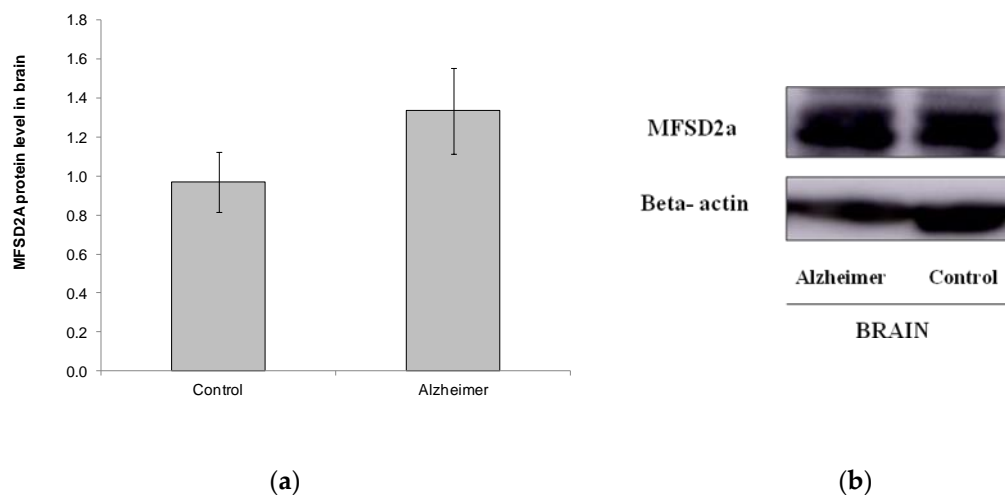 MFSD2A protein level in brain
1.8
1.6
1.4
1.2
1.0
0.8
0.6
0.4
0.2
0.0
Control Alzheimer
(a)
MFSD2a
Beta- actin
Alzheimer Control
BRAIN
(b)